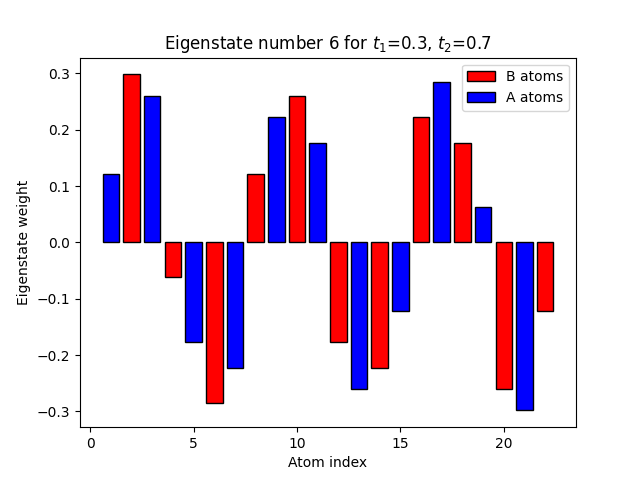 Eigenstate number 6 for t₁=0.3, t₂=0.7
B atoms
A atoms
Eigenstate weight
0.3
0.2
0.1
0.0
−0.1
−0.2
−0.3
0 5 10 15 20
Atom index